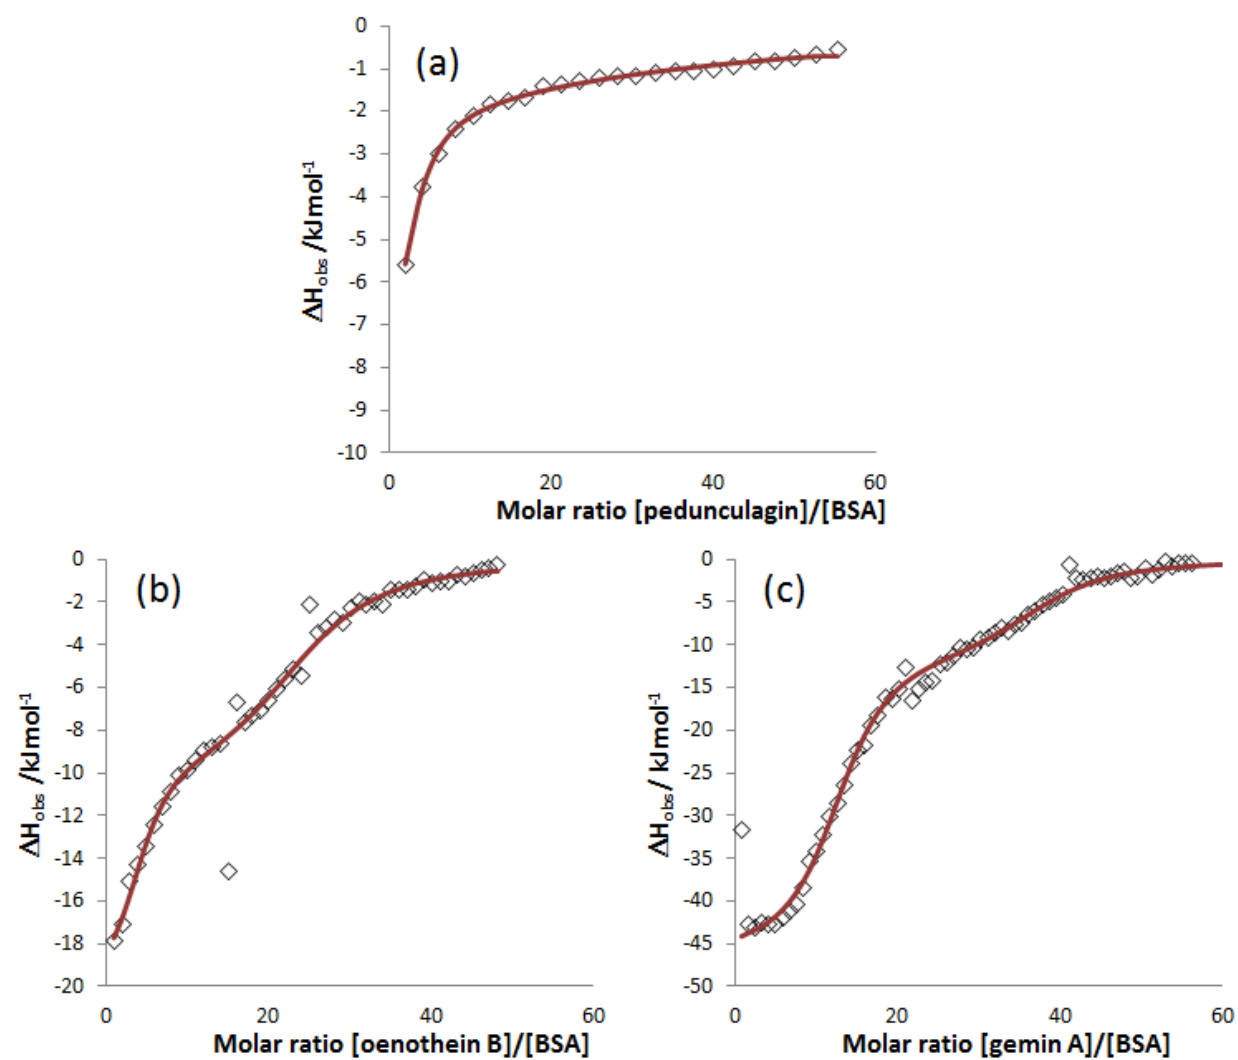 (a)
0
-1
-2
-3
-4
-5
-6
-7
-8
-9
-10
ΔHobs /kJmol-1
0 20 40 60
Molar ratio [pedunculagin]/[BSA]
(b)
0
-2
-4
-6
-8
-10
-12
-14
-16
-18
-20
ΔHobs /kJmol-1
0 20 40 60
Molar ratio [oenothein B]/[BSA]
(c)
0
-5
-10
-15
-20
-25
-30
-35
-40
-45
-50
ΔHobs/ kJmol-1
0 20 40 60
Molar ratio [gemin A]/[BSA]